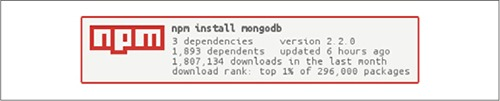 npm
npm install mongodb
3 dependencies version 2.2.0
1,893 dependents updated 6 hours ago
1,807,134 downloads in the last month
download rank: top 1% of 296,000 packages